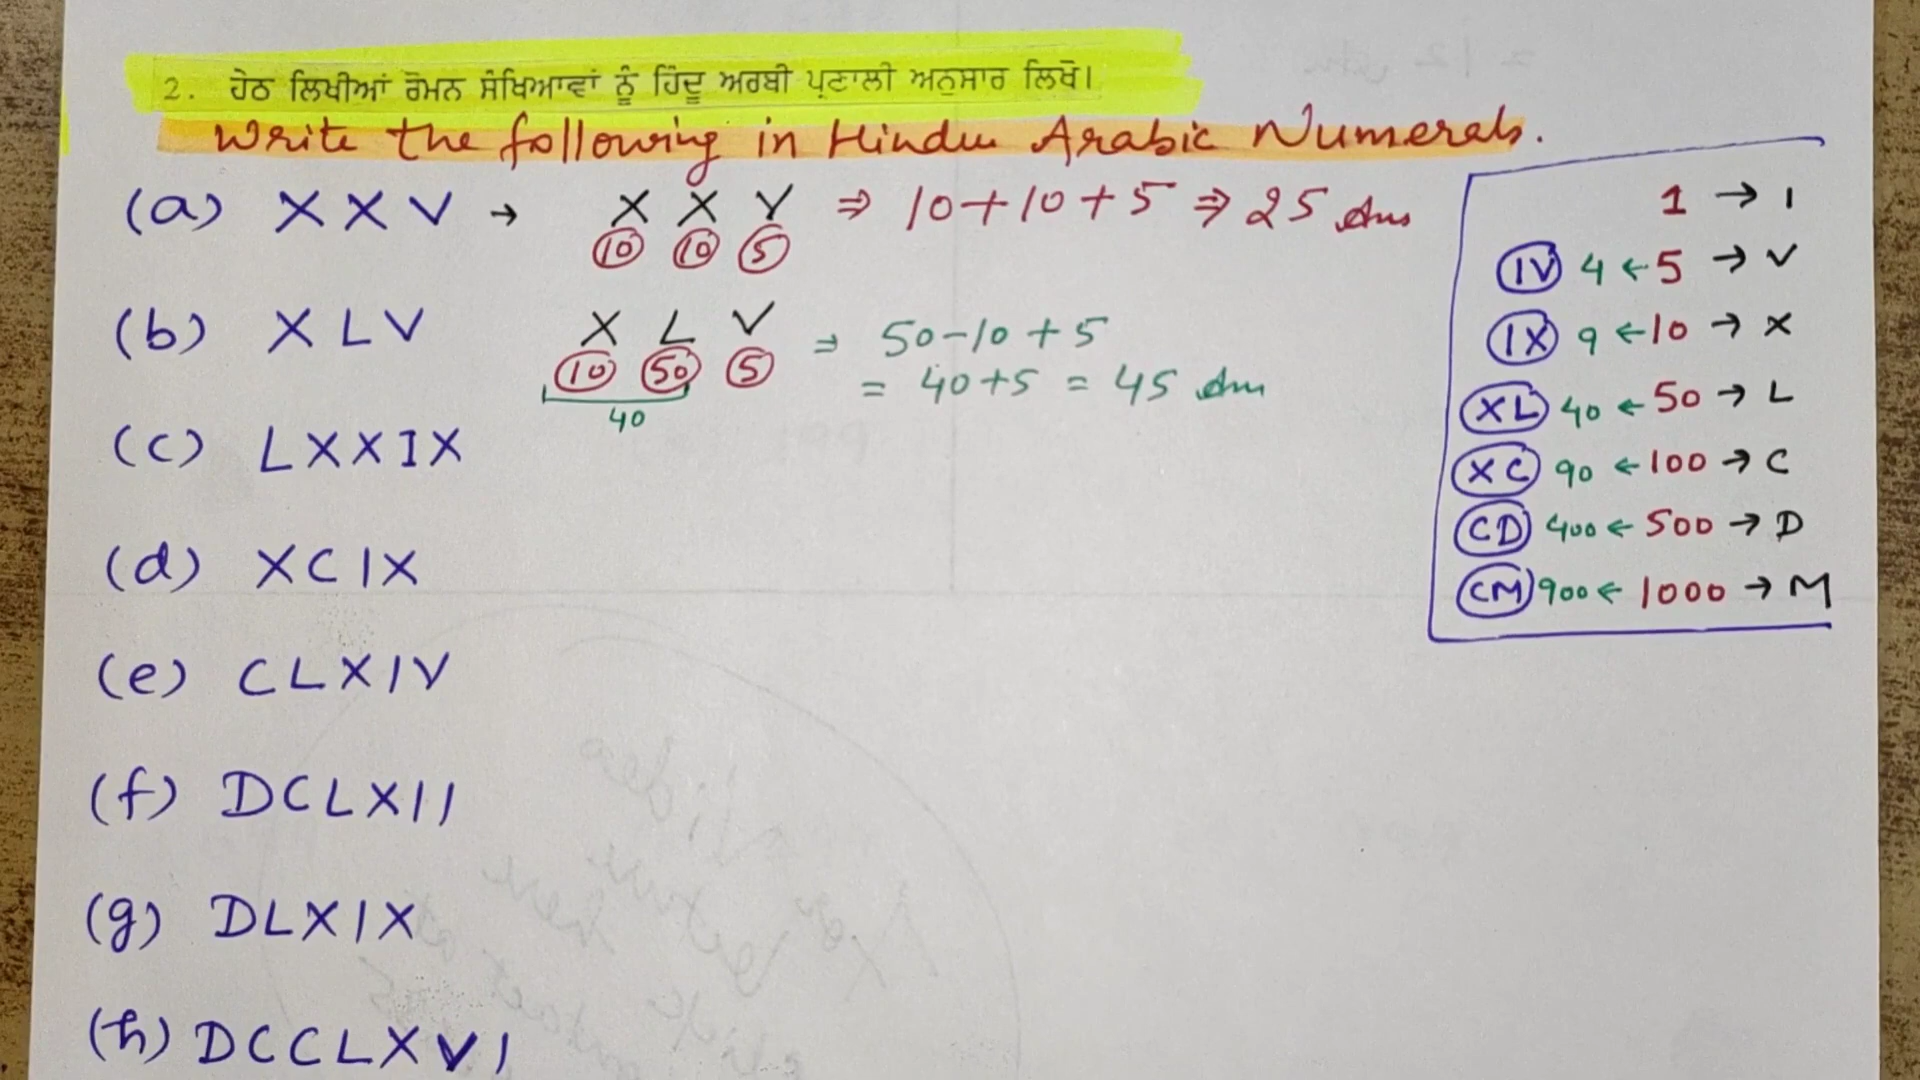 2. ਹੇਠ ਲਿਖੀਆਂ ਰੋਮਨ ਸੰਖਿਆਵਾਂ ਨੂੰ ਹਿੰਦੂ ਅਰਬੀ ਪ੍ਰਣਾਲੀ ਅਨੁਸਾਰ ਲਿਖੋ।
Write the following in Hindu Arabic Numerals.
(a) XXV → X X V ⇒ 10+10+5 ⇒ 25 Ans
10 10 5
(b) XLV X L V ⇒ 50-10+5
10 50 5 = 40+5 = 45 Ans
40
(c) LXXIX
(d) XCIX
(e) CLXIV
(f) DCLXII
(g) DLXIX
(h) DCCLXVI
1 → I
IV 4 ← 5 → V
IX 9 ← 10 → X
XL 40 ← 50 → L
XC 90 ← 100 → C
CD 400 ← 500 → D
CM 900 ← 1000 → M